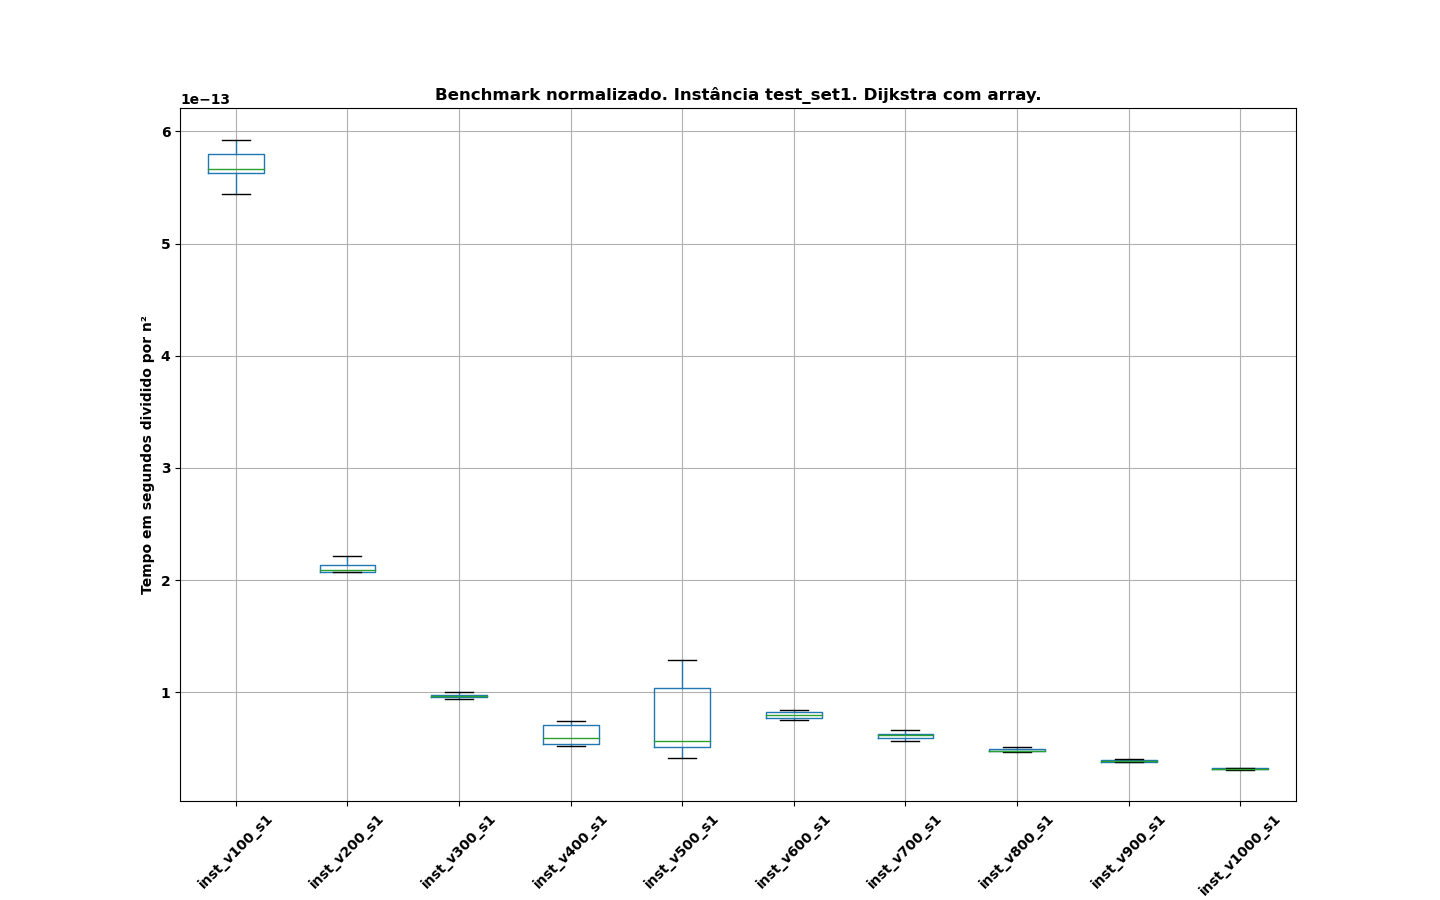 Benchmark normalizado. Instância test_set1. Dijkstra com array.
1e−13
6
5
4
3
2
1
Tempo em segundos dividido por n²
inst_v100_s1
inst_v200_s1
inst_v300_s1
inst_v400_s1
inst_v500_s1
inst_v600_s1
inst_v700_s1
inst_v800_s1
inst_v900_s1
inst_v1000_s1